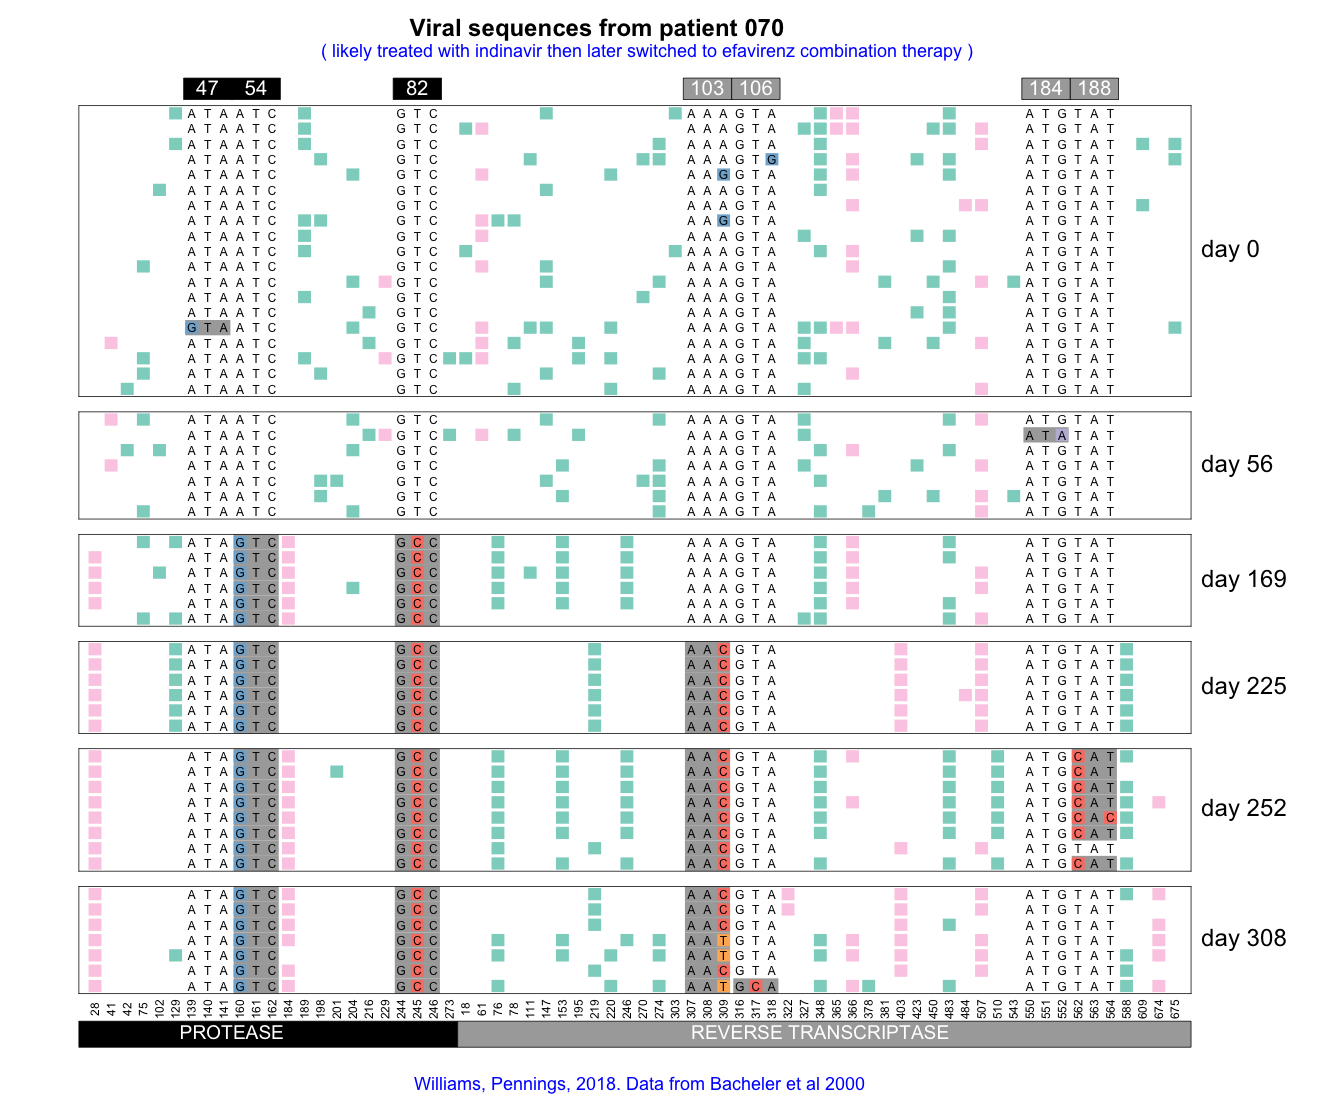 Viral sequences from patient 070
( likely treated with indinavir then later switched to efavirenz combination therapy )
47 54 82 103 106 184 188
A T A A T C G T C A A A G T A A T G T A T
A T A A T C G T C A A A G T A A T G T A T
A T A A T C G T C A A A G T A A T G T A T
A T A A T C G T C A A A G T G A T G T A T
A T A A T C G T C A A G G T A A T G T A T
A T A A T C G T C A A A G T A A T G T A T
A T A A T C G T C A A A G T A A T G T A T
A T A A T C G T C A A G G T A A T G T A T
A T A A T C G T C A A A G T A A T G T A T
A T A A T C G T C A A A G T A A T G T A T
day 0
A T A A T C G T C A A A G T A A T G T A T
A T A A T C G T C A A A G T A A T G T A T
A T A A T C G T C A A A G T A A T G T A T
A T A A T C G T C A A A G T A A T G T A T
G T A A T C G T C A A A G T A A T G T A T
A T A A T C G T C A A A G T A A T G T A T
A T A A T C G T C A A A G T A A T G T A T
A T A A T C G T C A A A G T A A T G T A T
A T A A T C G T C A A A G T A A T G T A T
A T A A T C G T C A A A G T A A T G T A T
A T A A T C G T C A A A G T A A T A T A T
A T A A T C G T C A A A G T A A T G T A T
A T A A T C G T C A A A G T A A T G T A T
day 56
A T A A T C G T C A A A G T A A T G T A T
A T A A T C G T C A A A G T A A T G T A T
A T A A T C G T C A A A G T A A T G T A T
A T A G T C G C C A A A G T A A T G T A T
A T A G T C G C C A A A G T A A T G T A T
A T A G T C G C C A A A G T A A T G T A T
day 169
A T A G T C G C C A A A G T A A T G T A T
A T A G T C G C C A A A G T A A T G T A T
A T A G T C G C C A A A G T A A T G T A T
A T A G T C G C C A A C G T A A T G T A T
A T A G T C G C C A A C G T A A T G T A T
A T A G T C G C C A A C G T A A T G T A T
day 225
A T A G T C G C C A A C G T A A T G T A T
A T A G T C G C C A A C G T A A T G T A T
A T A G T C G C C A A C G T A A T G T A T
A T A G T C G C C A A C G T A A T G C A T
A T A G T C G C C A A C G T A A T G C A T
A T A G T C G C C A A C G T A A T G C A T
A T A G T C G C C A A C G T A A T G C A T
day 252
A T A G T C G C C A A C G T A A T G C A C
A T A G T C G C C A A C G T A A T G C A T
A T A G T C G C C A A C G T A A T G T A T
A T A G T C G C C A A C G T A A T G C A T
A T A G T C G C C A A C G T A A T G T A T
A T A G T C G C C A A C G T A A T G T A T
A T A G T C G C C A A C G T A A T G T A T
A T A G T C G C C A A T G T A A T G T A T
day 308
A T A G T C G C C A A T G T A A T G T A T
A T A G T C G C C A A C G T A A T G T A T
A T A G T C G C C A A T G C A A T G T A T
28 41 42 75 102 129 139 140 141 160 161 162 184 189 198 201 204 216 229 244 245 246 273 18 61 76 78 111 147 153 195 219 220 246 270 274 303 307 308 309 316 317 318 322 327 348 365 366 378 381 403 423 450 483 484 507 510 543 550 551 552 562 563 564 588 609 674 675
PROTEASE REVERSE TRANSCRIPTASE
Williams, Pennings, 2018. Data from Bacheler et al 2000